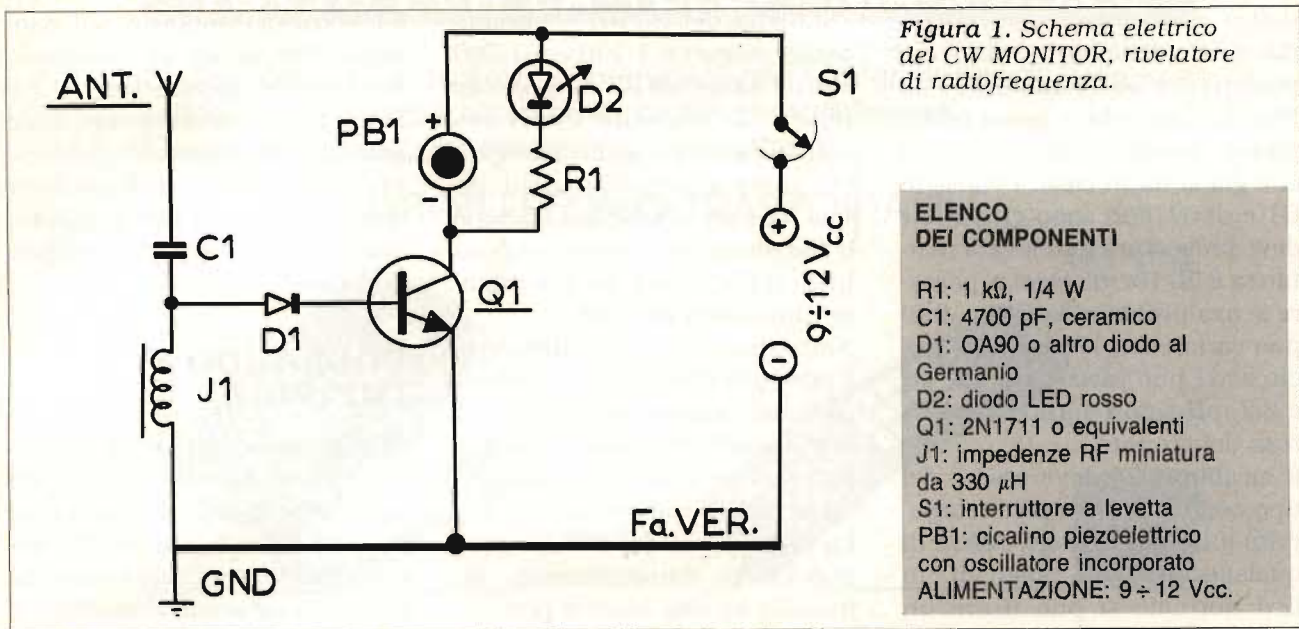 ANT.
C1
J1
D1
GND
PB1
+
-
D2
R1
Q1
Fa.VER.
S1
+
9÷12 Vcc
-
Figura 1. Schema elettrico
del CW MONITOR, rivelatore
di radiofrequenza.
ELENCO
DEI COMPONENTI
R1: 1 kΩ, 1/4 W
C1: 4700 pF, ceramico
D1: OA90 o altro diodo al
Germanio
D2: diodo LED rosso
Q1: 2N1711 o equivalenti
J1: impedenze RF miniatura
da 330 μH
S1: interruttore a levetta
PB1: cicalino piezoelettrico
con oscillatore incorporato
ALIMENTAZIONE: 9÷12 Vcc.